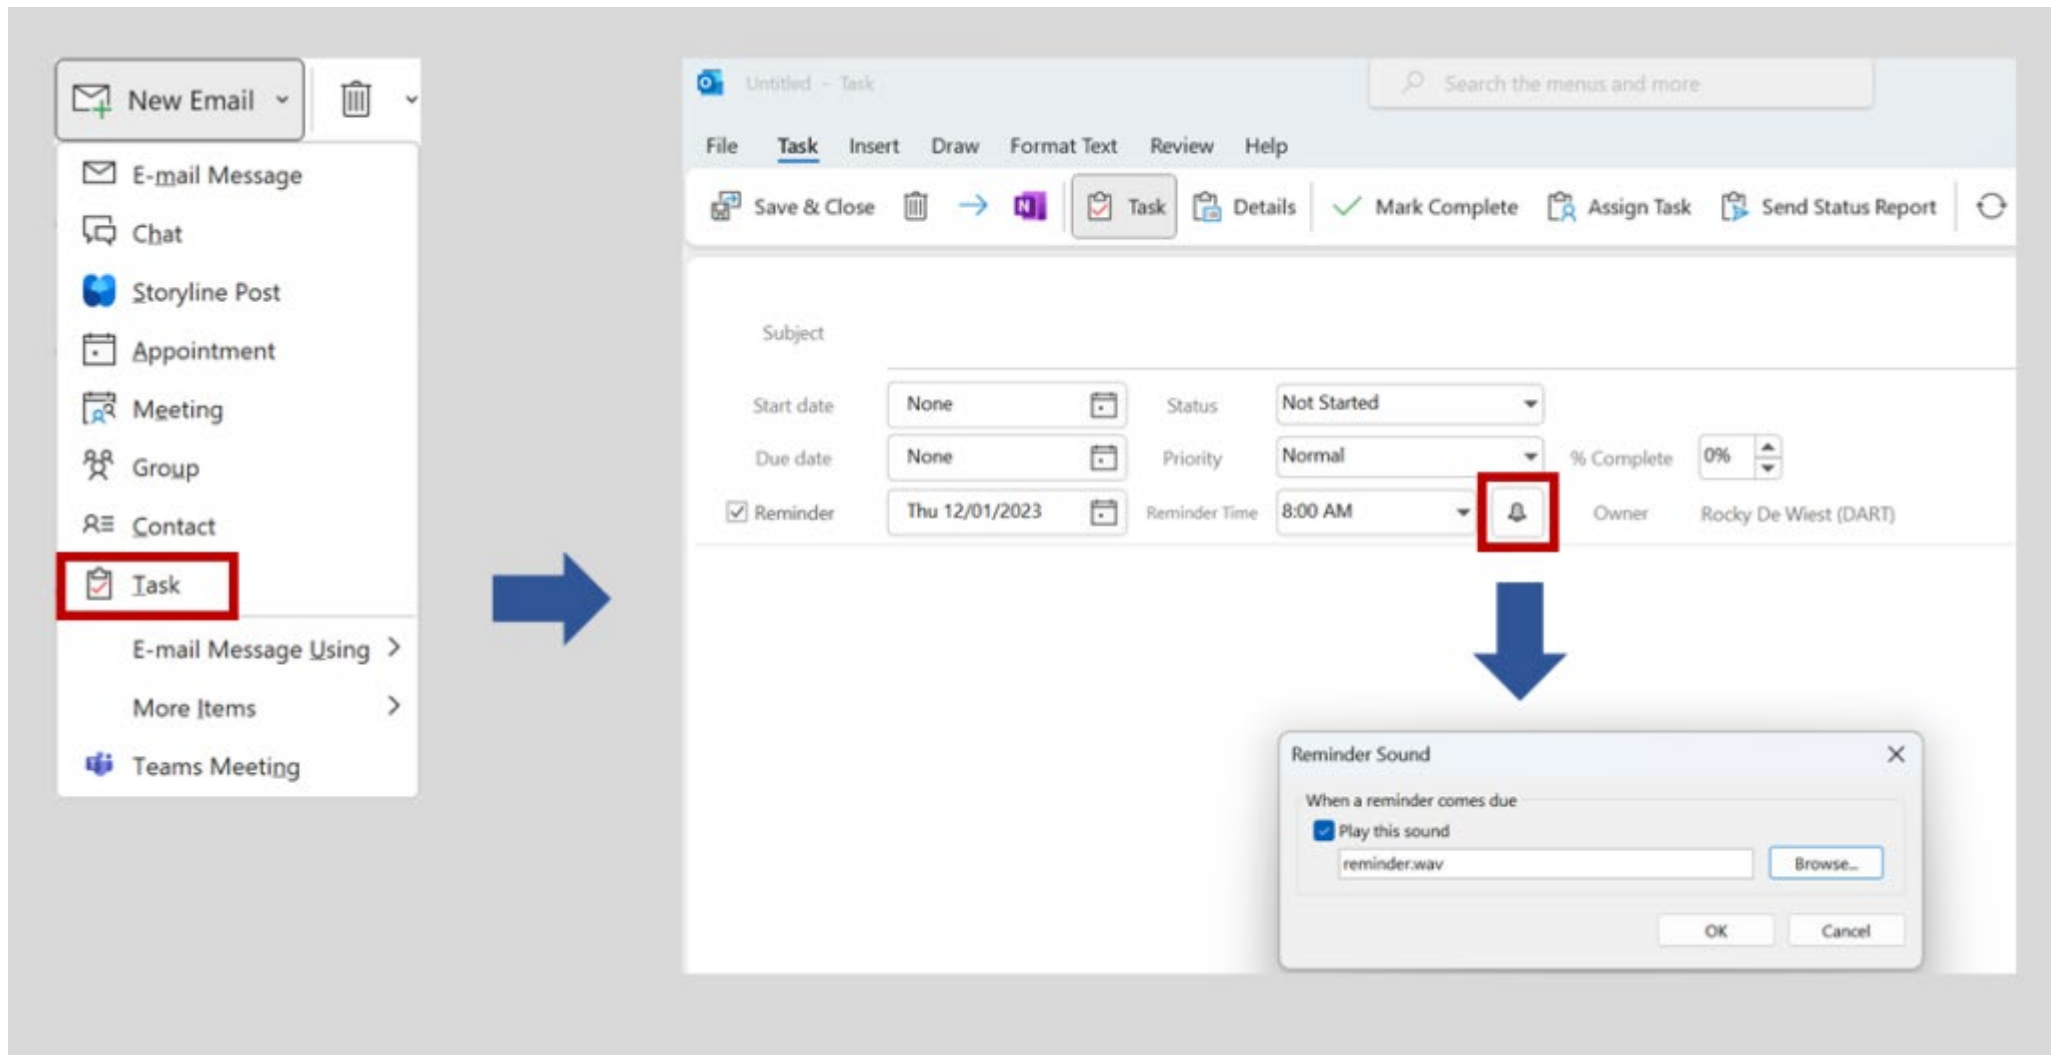 New Email
E-mail Message
Chat
Storyline Post
Appointment
Meeting
Group
Contact
Task
E-mail Message Using
More Items
Teams Meeting
Untitled - Task
Search the menus and more
File Task Insert Draw Format Text Review Help
Save & Close N Task Details Mark Complete Assign Task Send Status Report
Subject
Start date None Status Not Started
Due date None Priority Normal % Complete 0%
Reminder Thu 12/01/2023 Reminder Time 8:00 AM Owner Rocky De Wiest (DART)
Reminder Sound
When a reminder comes due
Play this sound
reminder.wav Browse...
OK Cancel